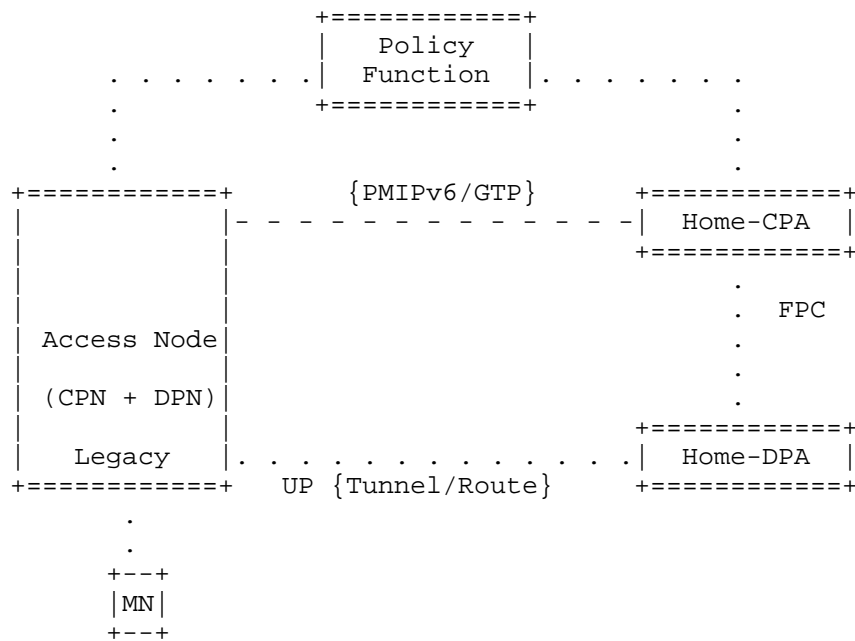 Policy
Function
{PMIPv6/GTP}
Home-CPA
FPC
Access Node
(CPN + DPN)
Legacy
Home-DPA
UP {Tunnel/Route}
MN